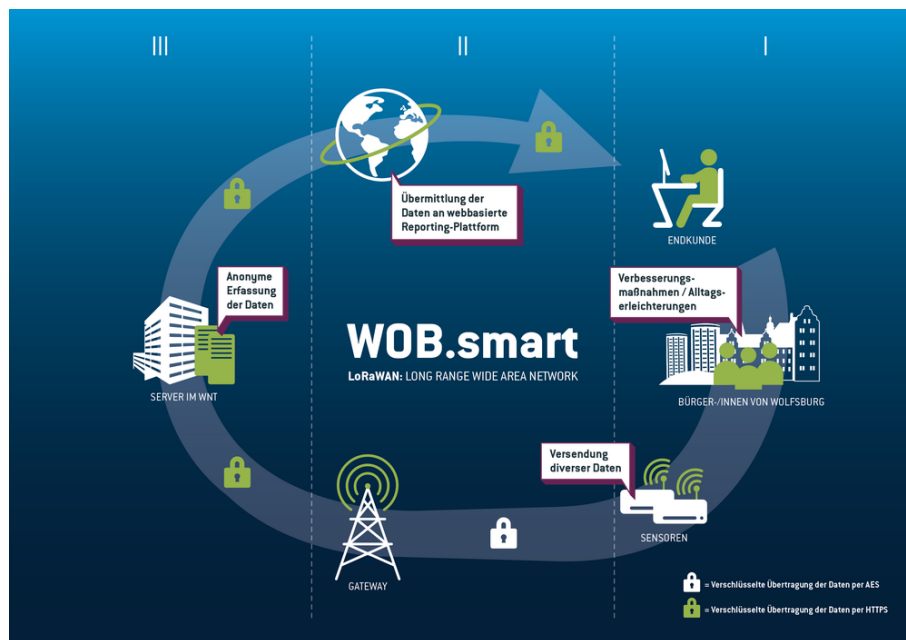 III
II
I
Übermittlung der
Daten an webbasierte
Reporting-Plattform
ENDKUNDE
Anonyme
Erfassung
der Daten
Verbesserungs-
maßnahmen / Alltags-
erleichterungen
WOB.smart
LoRaWAN: LONG RANGE WIDE AREA NETWORK
SERVER IM WNT
BÜRGER-/INNEN VON WOLFSBURG
Versendung
diverser Daten
SENSOREN
GATEWAY
= Verschlüsselte Übertragung der Daten per AES
= Verschlüsselte Übertragung der Daten per HTTPS